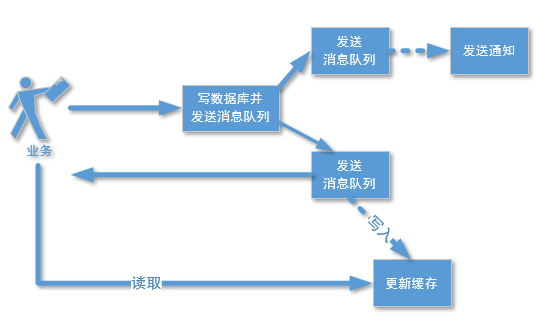 发送
消息队列
发送通知
写数据库并
发送消息队列
业务
发送
消息队列
写入
读取
更新缓存